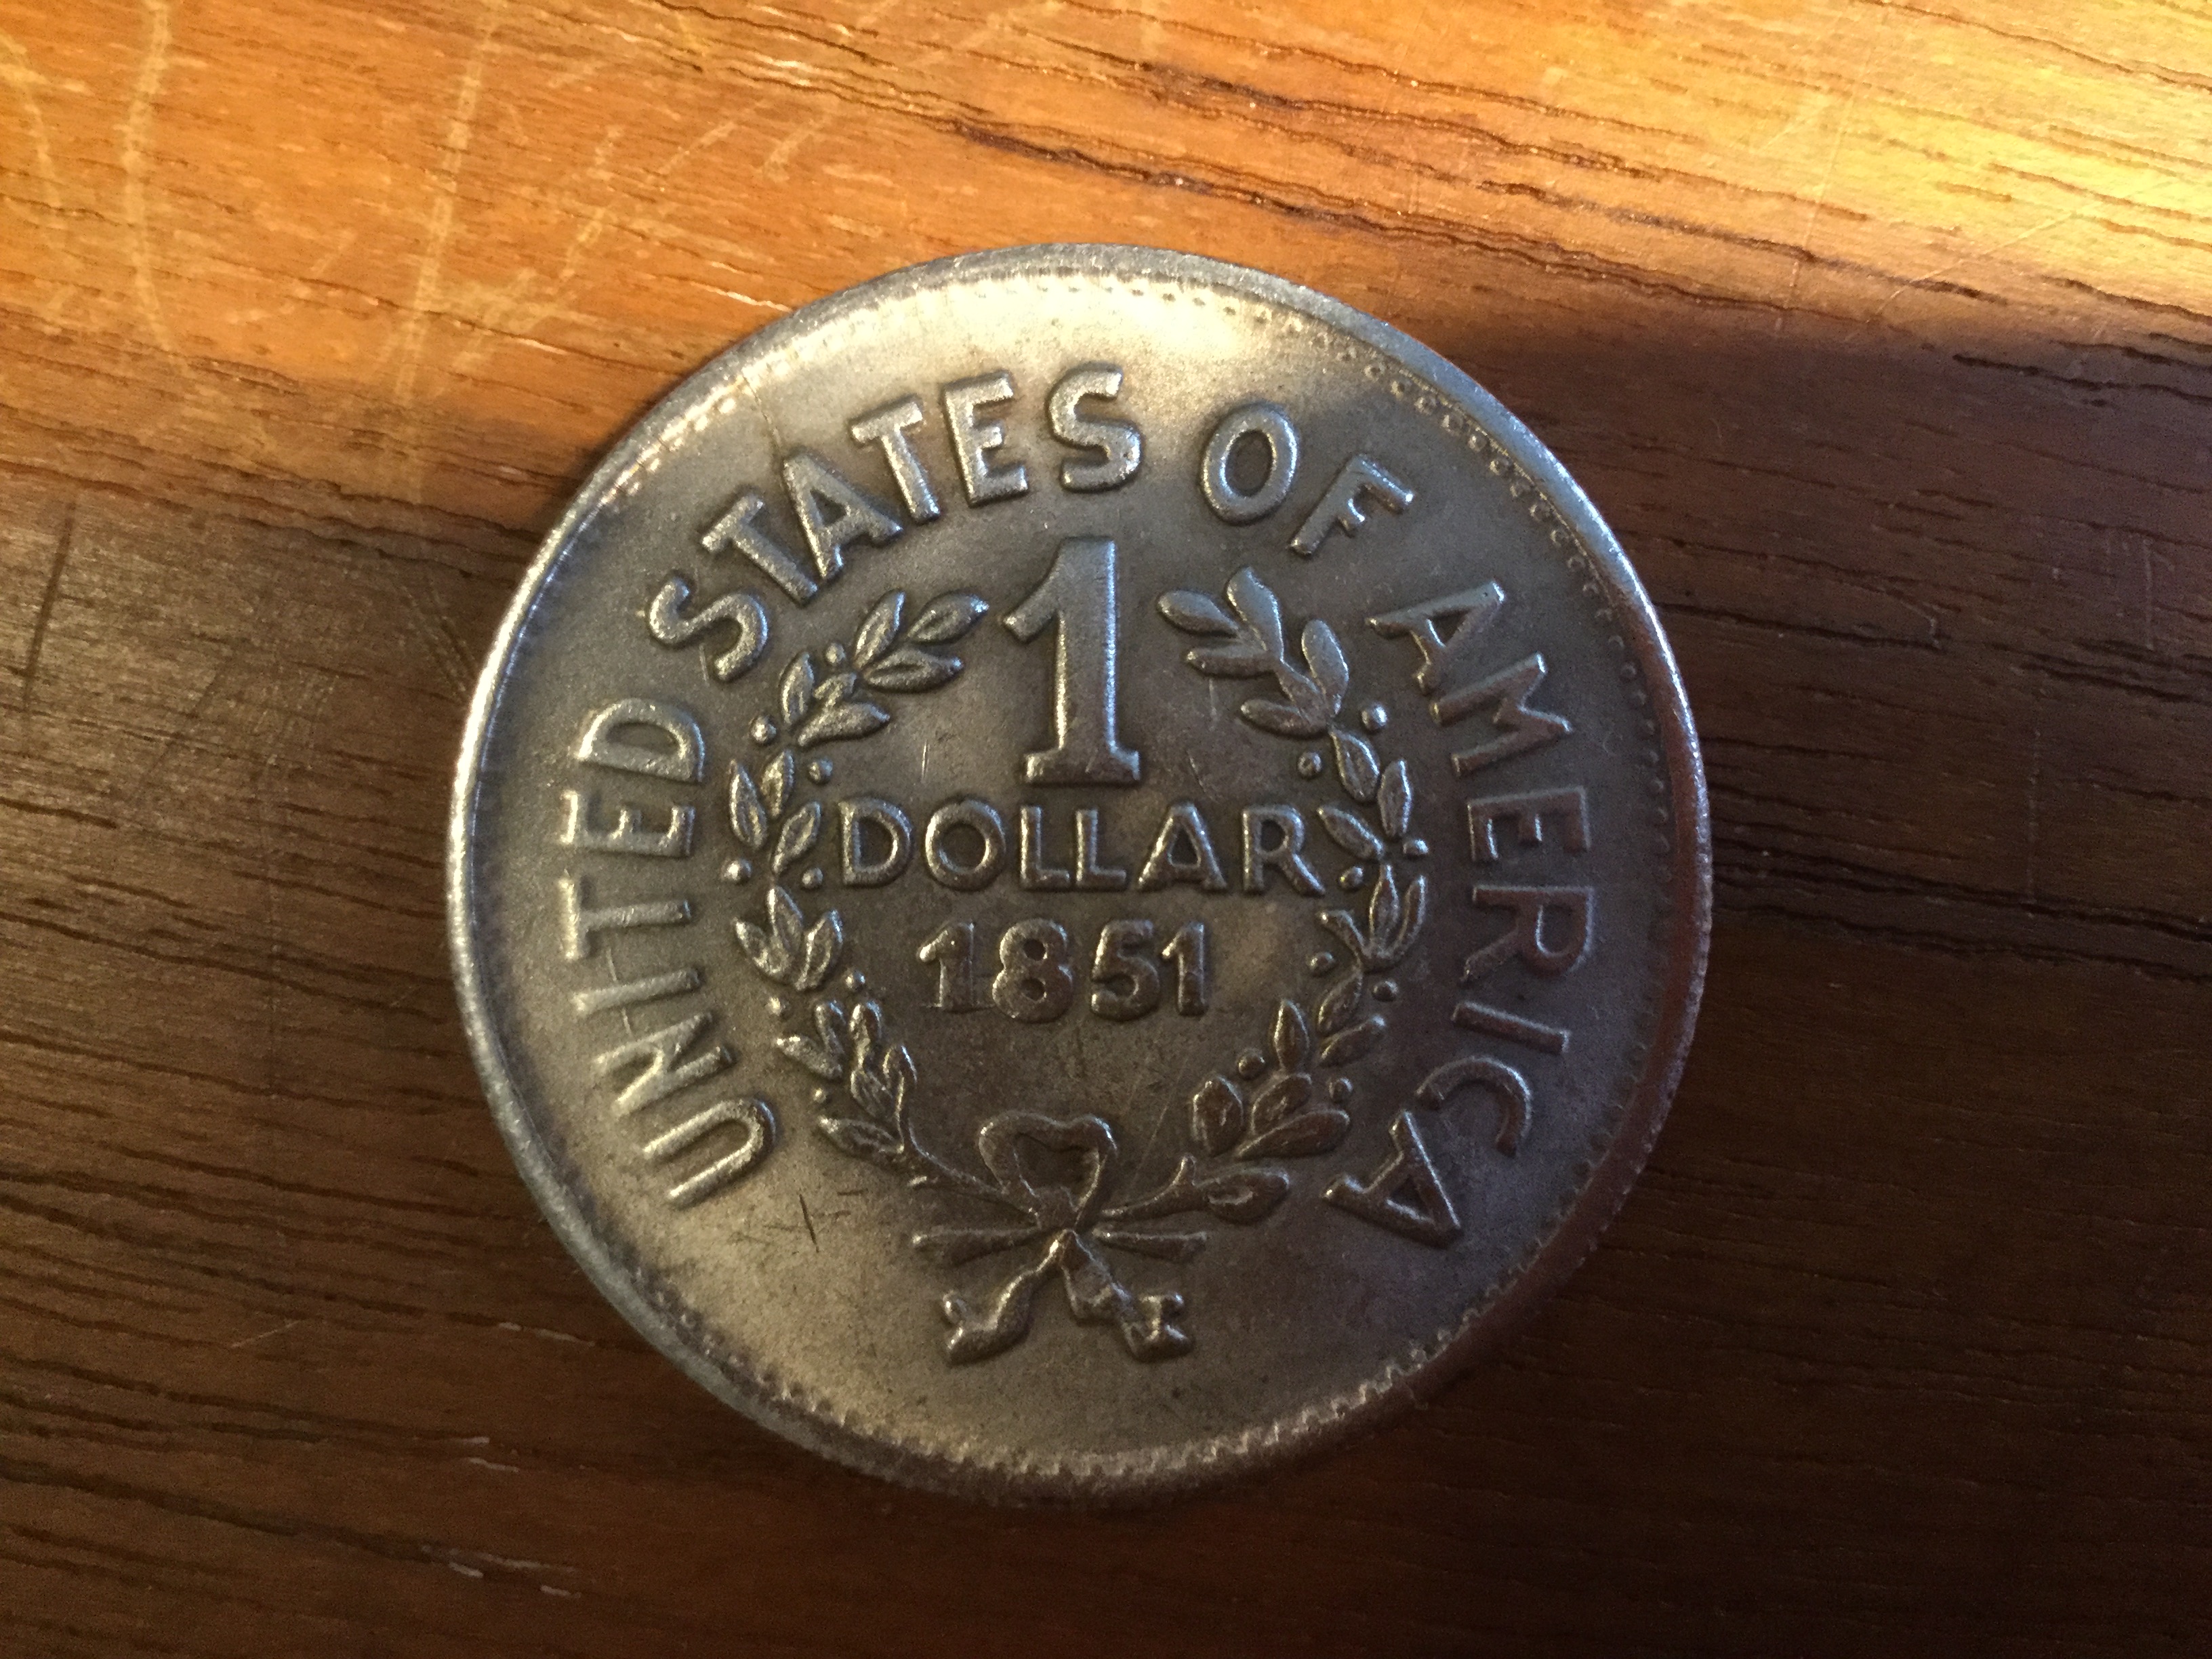 UNITED STATES OF AMERICA
1
DOLLAR
1851